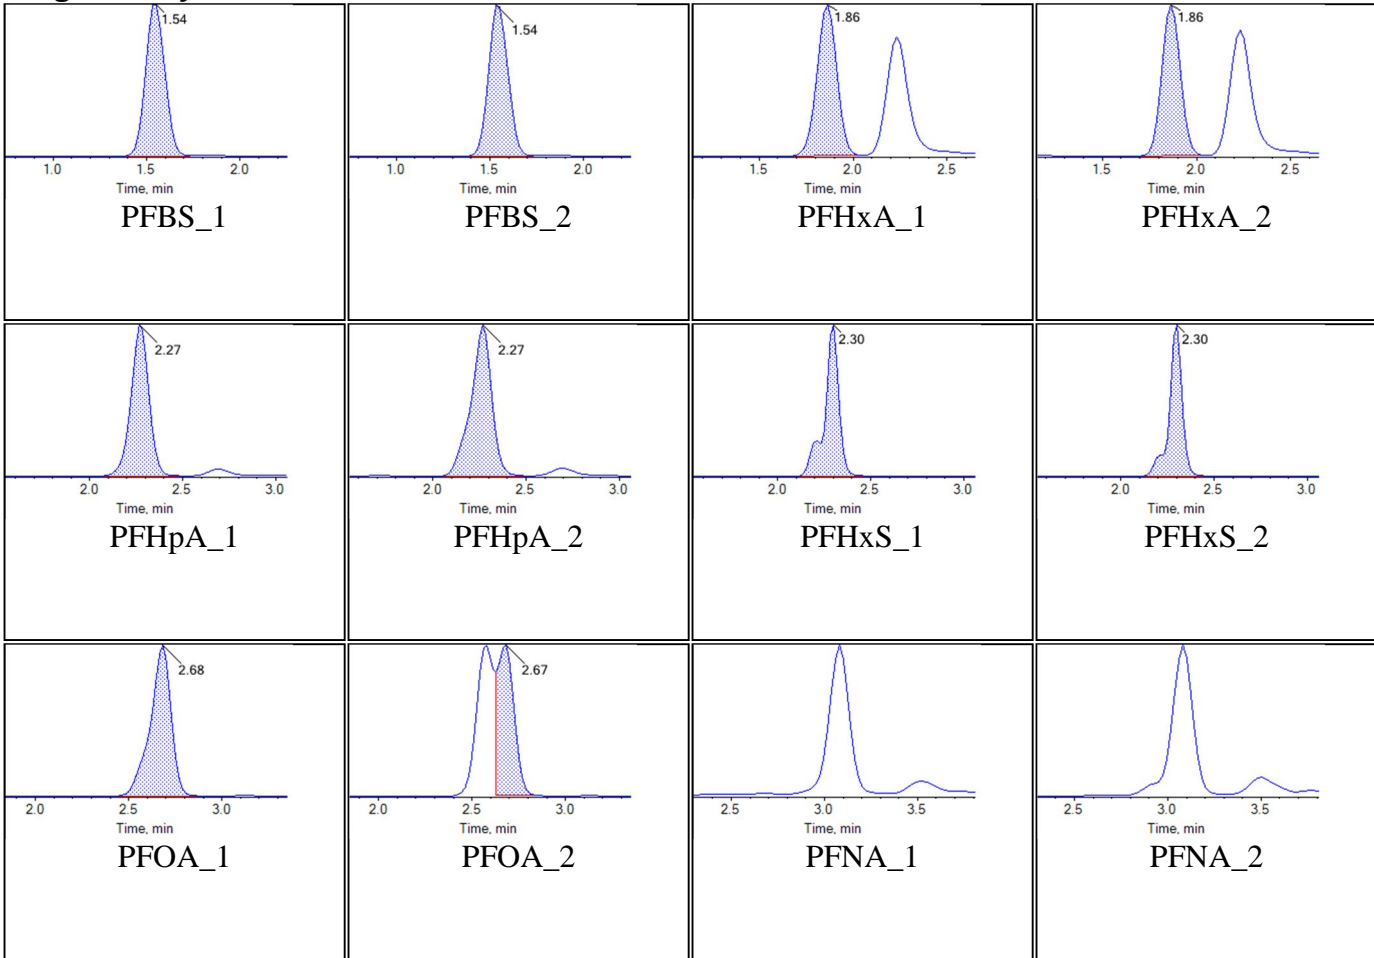 1.54
1.0 1.5 2.0
Time, min
PFBS_1
1.54
1.0 1.5 2.0
Time, min
PFBS_2
1.86
1.5 2.0 2.5
Time, min
PFHxA_1
1.86
1.5 2.0 2.5
Time, min
PFHxA_2
2.27
2.0 2.5 3.0
Time, min
PFHpA_1
2.27
2.0 2.5 3.0
Time, min
PFHpA_2
2.30
2.0 2.5 3.0
Time, min
PFHxS_1
2.30
2.0 2.5 3.0
Time, min
PFHxS_2
2.68
2.0 2.5 3.0
Time, min
PFOA_1
2.67
2.0 2.5 3.0
Time, min
PFOA_2
2.5 3.0 3.5
Time, min
PFNA_1
2.5 3.0 3.5
Time, min
PFNA_2